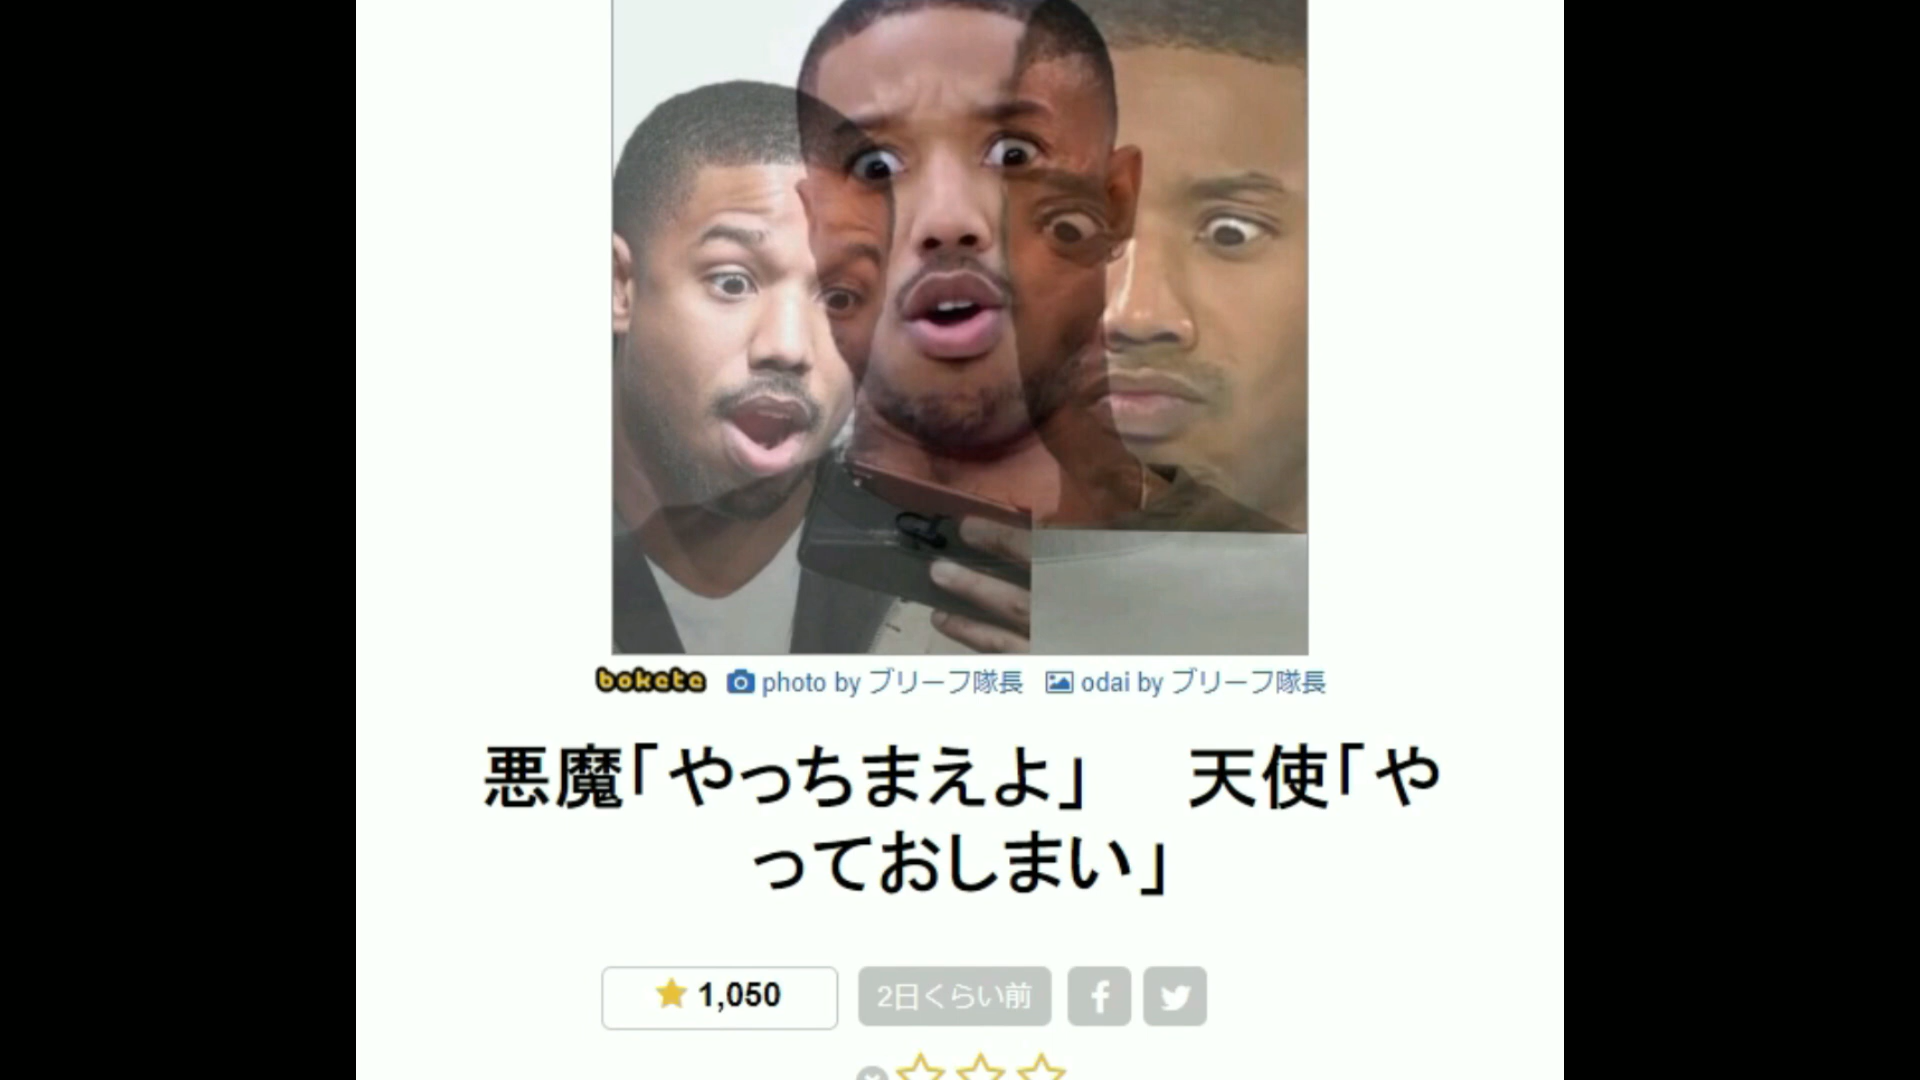 bokete photo by ブリーフ隊長 odai by ブリーフ隊長
悪魔「やっちまえよ」　天使「や
っておしまい」
1,050 2日くらい前